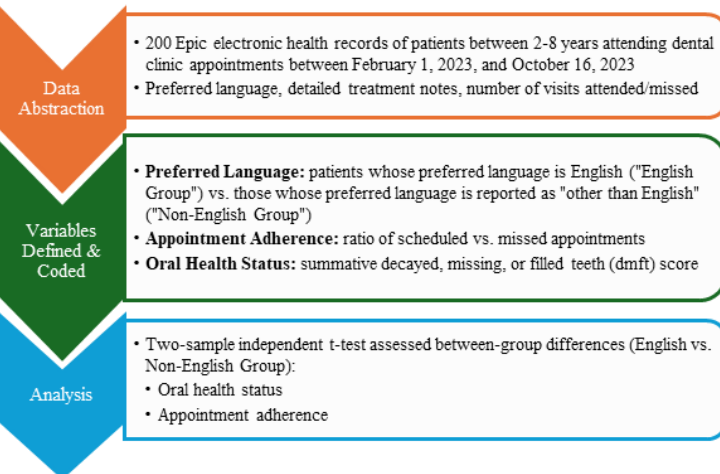 Data
Abstraction
• 200 Epic electronic health records of patients between 2-8 years attending dental
clinic appointments between February 1, 2023, and October 16, 2023
• Preferred language, detailed treatment notes, number of visits attended/missed
Variables
Defined &
Coded
• Preferred Language: patients whose preferred language is English ("English
Group") vs. those whose preferred language is reported as "other than English"
("Non-English Group")
• Appointment Adherence: ratio of scheduled vs. missed appointments
• Oral Health Status: summative decayed, missing, or filled teeth (dmft) score
Analysis
• Two-sample independent t-test assessed between-group differences (English vs.
Non-English Group):
• Oral health status
• Appointment adherence